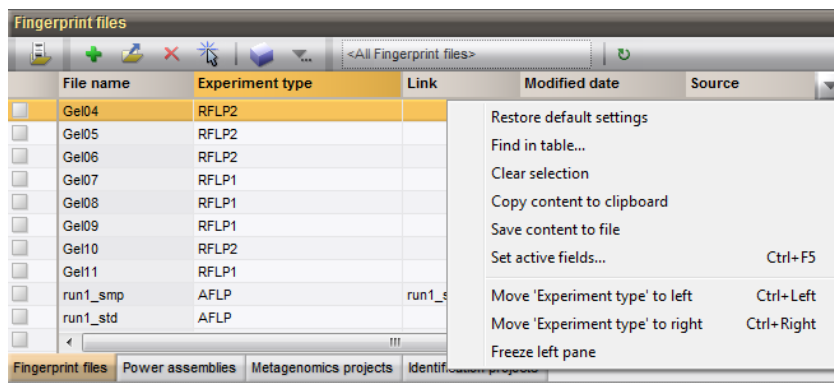 Fingerprint files
<All Fingerprint files>
File name Experiment type Link Modified date Source
Gel04 RFLP2
Gel05 RFLP2
Gel06 RFLP2
Gel07 RFLP1
Gel08 RFLP1
Gel09 RFLP1
Gel10 RFLP2
Gel11 RFLP1
run1_smp AFLP run1_s
run1_std AFLP
Restore default settings
Find in table...
Clear selection
Copy content to clipboard
Save content to file
Set active fields... Ctrl+F5
Move 'Experiment type' to left Ctrl+Left
Move 'Experiment type' to right Ctrl+Right
Freeze left pane
Fingerprint files Power assemblies Metagenomics projects Identification projects